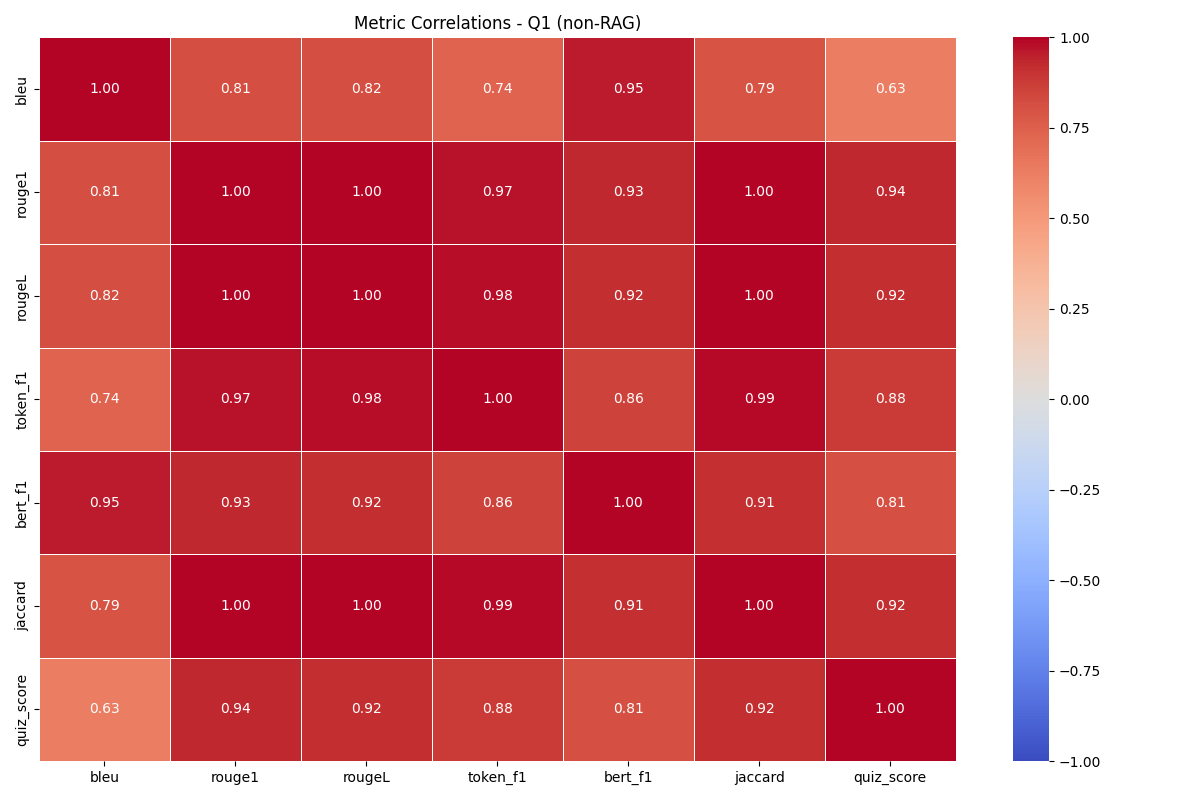 Metric Correlations - Q1 (non-RAG)
bleu 1.00 0.81 0.82 0.74 0.95 0.79 0.63
rouge1 0.81 1.00 1.00 0.97 0.93 1.00 0.94
rougeL 0.82 1.00 1.00 0.98 0.92 1.00 0.92
token_f1 0.74 0.97 0.98 1.00 0.86 0.99 0.88
bert_f1 0.95 0.93 0.92 0.86 1.00 0.91 0.81
jaccard 0.79 1.00 1.00 0.99 0.91 1.00 0.92
quiz_score 0.63 0.94 0.92 0.88 0.81 0.92 1.00
bleu rouge1 rougeL token_f1 bert_f1 jaccard quiz_score
1.00
0.75
0.50
0.25
0.00
−0.25
−0.50
−0.75
−1.00